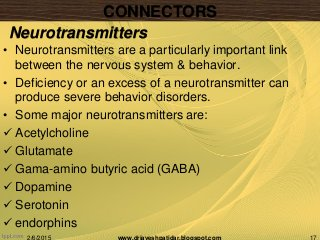 CONNECTORS
Neurotransmitters
• Neurotransmitters are a particularly important link
between the nervous system & behavior.
• Deficiency or an excess of a neurotransmitter can
produce severe behavior disorders.
• Some major neurotransmitters are:
✓ Acetylcholine
✓ Glutamate
✓ Gama-amino butyric acid (GABA)
✓ Dopamine
✓ Serotonin
✓ endorphins
2/6/2015 www.drjayeshpatidar.blogspot.com 17